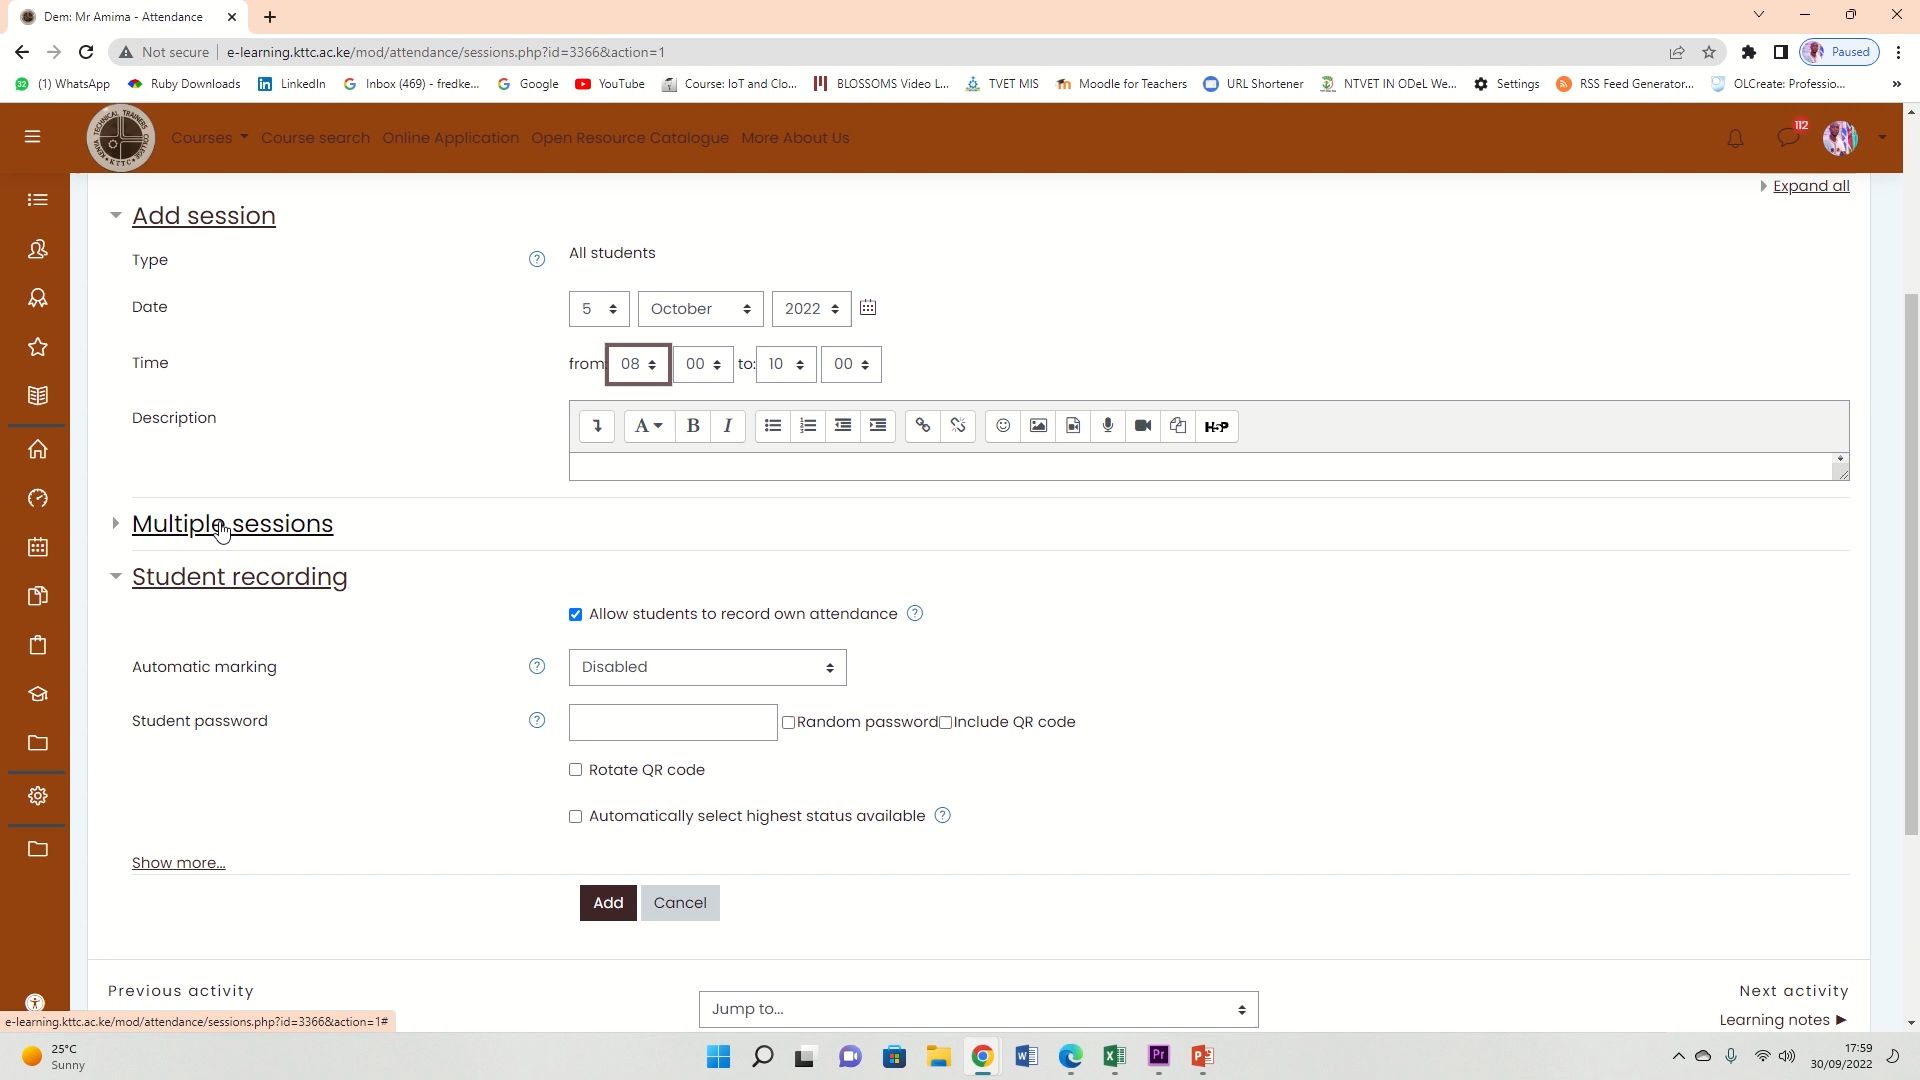 Dem: Mr Amima - Attendance
Not secure e-learning.kttc.ac.ke/mod/attendance/sessions.php?id=3366&action=1 Paused
(1) WhatsApp Ruby Downloads LinkedIn Inbox (469) - fredke... Google YouTube Course: IoT and Clo... BLOSSOMS Video L... TVET MIS Moodle for Teachers URL Shortener NTVET IN ODeL We... Settings RSS Feed Generator... OLCreate: Professio... »
Courses Course search Online Application Open Resource Catalogue More About Us 112
Expand all
Add session
Type All students
Date 5 October 2022
Time from: 08 00 to: 10 00
Description A B I H5P
Multiple sessions
Student recording
Allow students to record own attendance
Automatic marking Disabled
Student password Random password Include QR code
Rotate QR code
Automatically select highest status available
Show more...
Add Cancel
Previous activity Next activity
Jump to... Learning notes
e-learning.kttc.ac.ke/mod/attendance/sessions.php?id=3366&action=1#
25°C
Sunny
17:59
30/09/2022